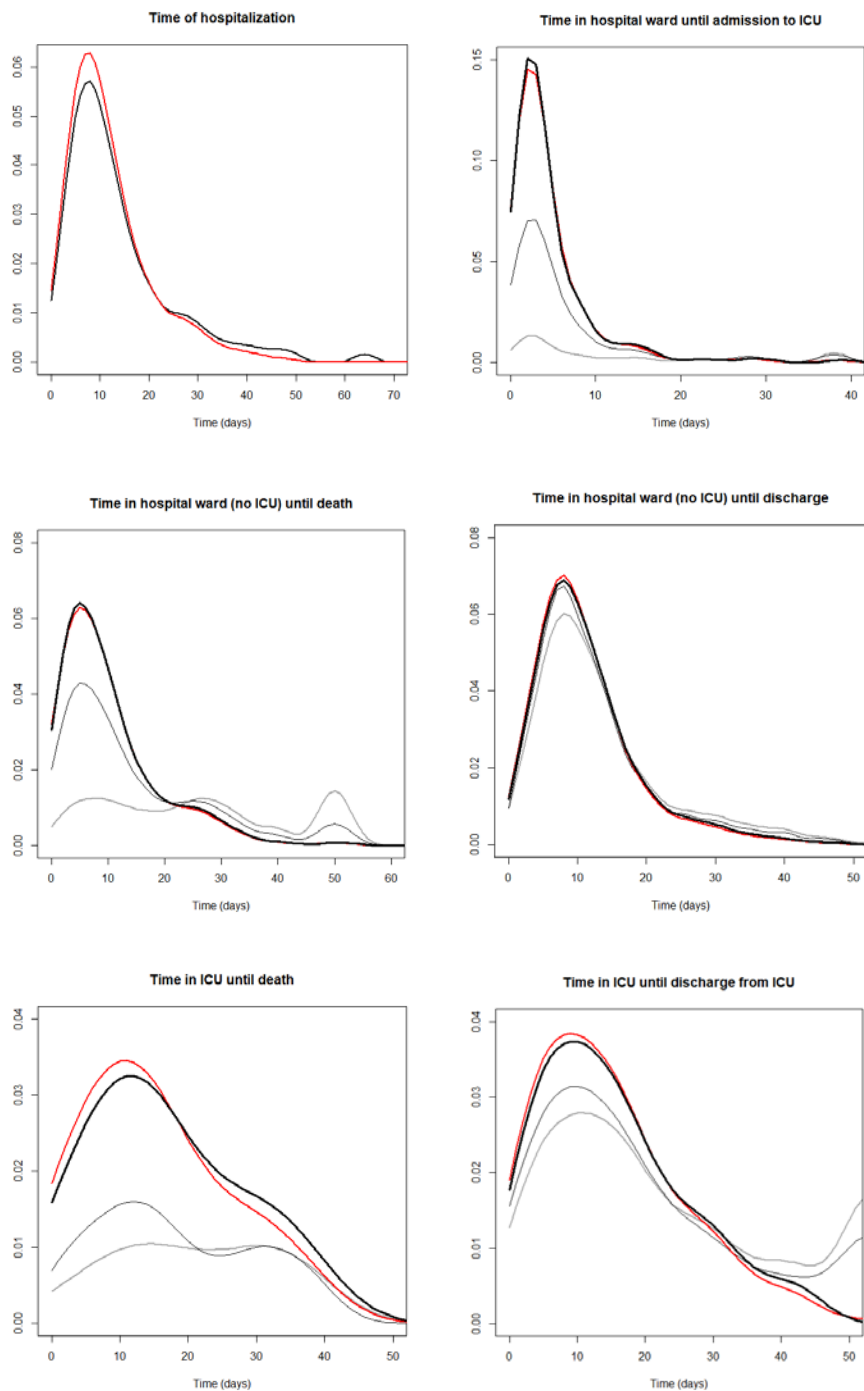 Time of hospitalization
0.06
0.05
0.04
0.03
0.02
0.01
0.00
0 10 20 30 40 50 60 70
Time (days)
Time in hospital ward until admission to ICU
0.15
0.10
0.05
0.00
0 10 20 30 40
Time (days)
Time in hospital ward (no ICU) until death
0.08
0.06
0.04
0.02
0.00
0 10 20 30 40 50 60
Time (days)
Time in hospital ward (no ICU) until discharge
0.08
0.06
0.04
0.02
0.00
0 10 20 30 40 50
Time (days)
Time in ICU until death
0.04
0.03
0.02
0.01
0.00
0 10 20 30 40 50
Time (days)
Time in ICU until discharge from ICU
0.04
0.03
0.02
0.01
0.00
0 10 20 30 40 50
Time (days)